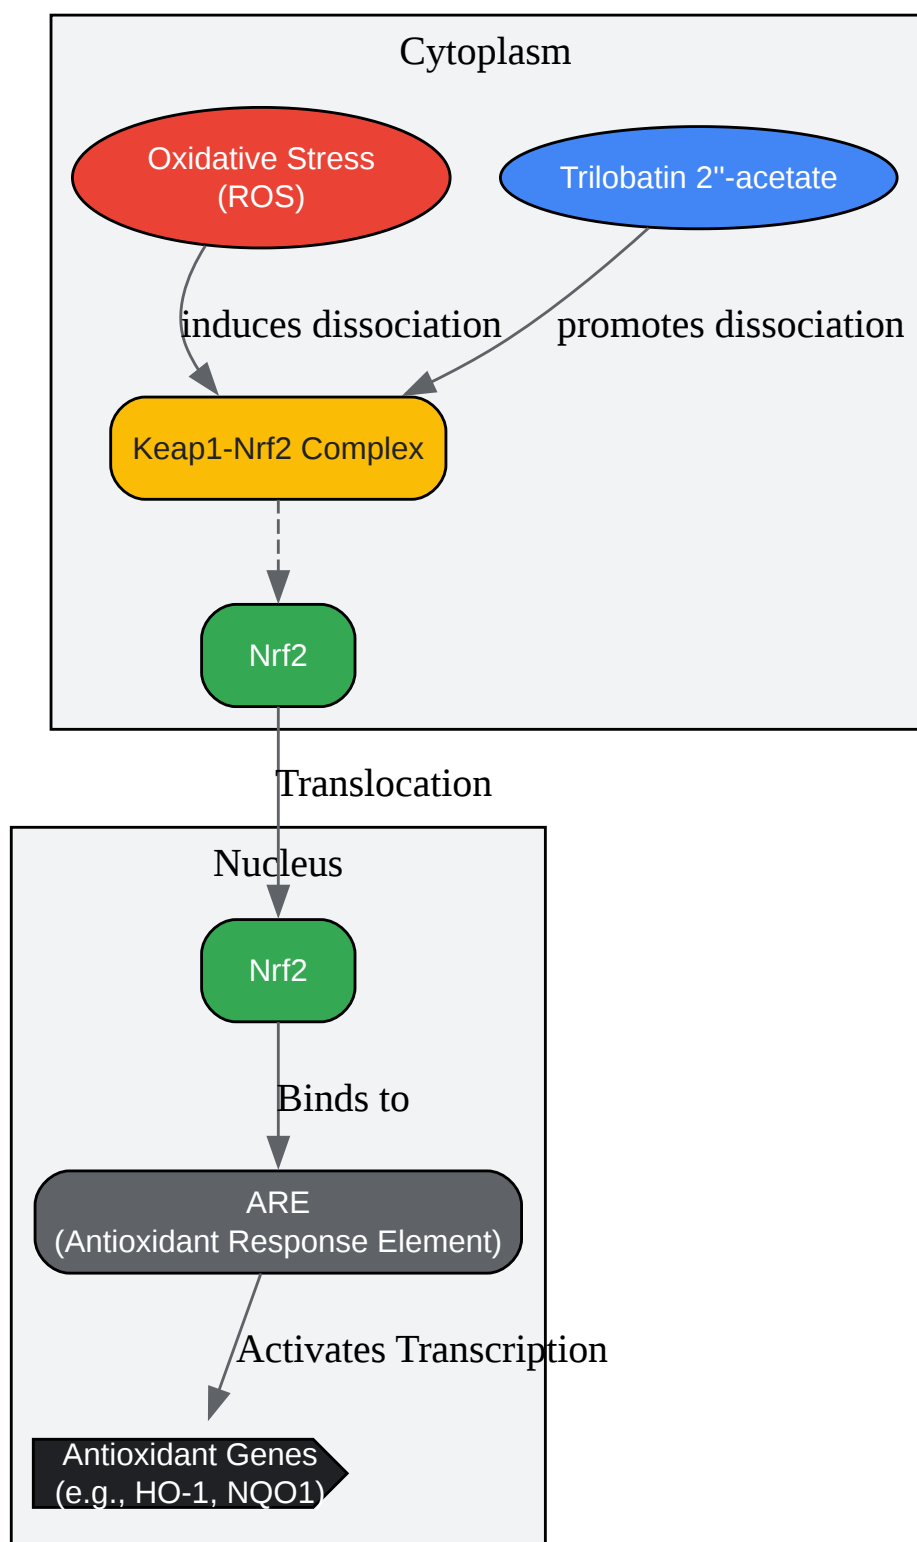 Cytoplasm
Oxidative Stress
(ROS)
Trilobatin 2''-acetate
induces dissociation
promotes dissociation
Keap1-Nrf2 Complex
Nrf2
Translocation
Nucleus
Nrf2
Binds to
ARE
(Antioxidant Response Element)
Activates Transcription
Antioxidant Genes
(e.g., HO-1, NQO1)